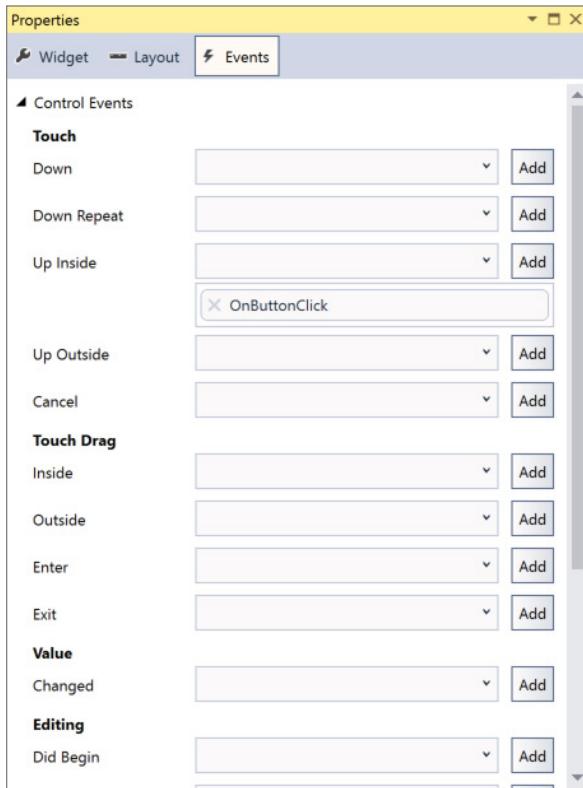 Properties
Widget Layout Events
Control Events
Touch
Down Add
Down Repeat Add
Up Inside Add
OnButtonClick
Up Outside Add
Cancel Add
Touch Drag
Inside Add
Outside Add
Enter Add
Exit Add
Value
Changed Add
Editing
Did Begin Add